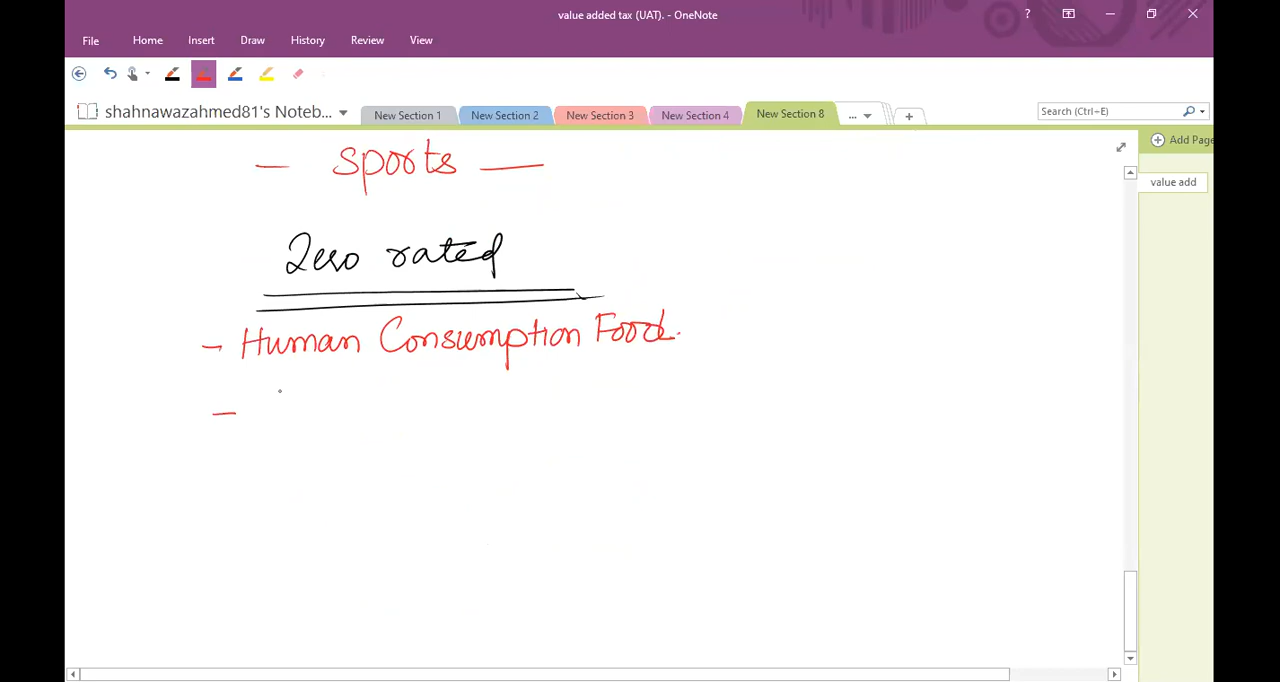 value added tax (UAT). - OneNote
?
File Home Insert Draw History Review View
shahnawazahmed81's Noteb... New Section 1 New Section 2 New Section 3 New Section 4 New Section 8 ... +
Search (Ctrl+E)
Add Page
value add
- Sports —
Zero rated
- Human Consumption Food.
-